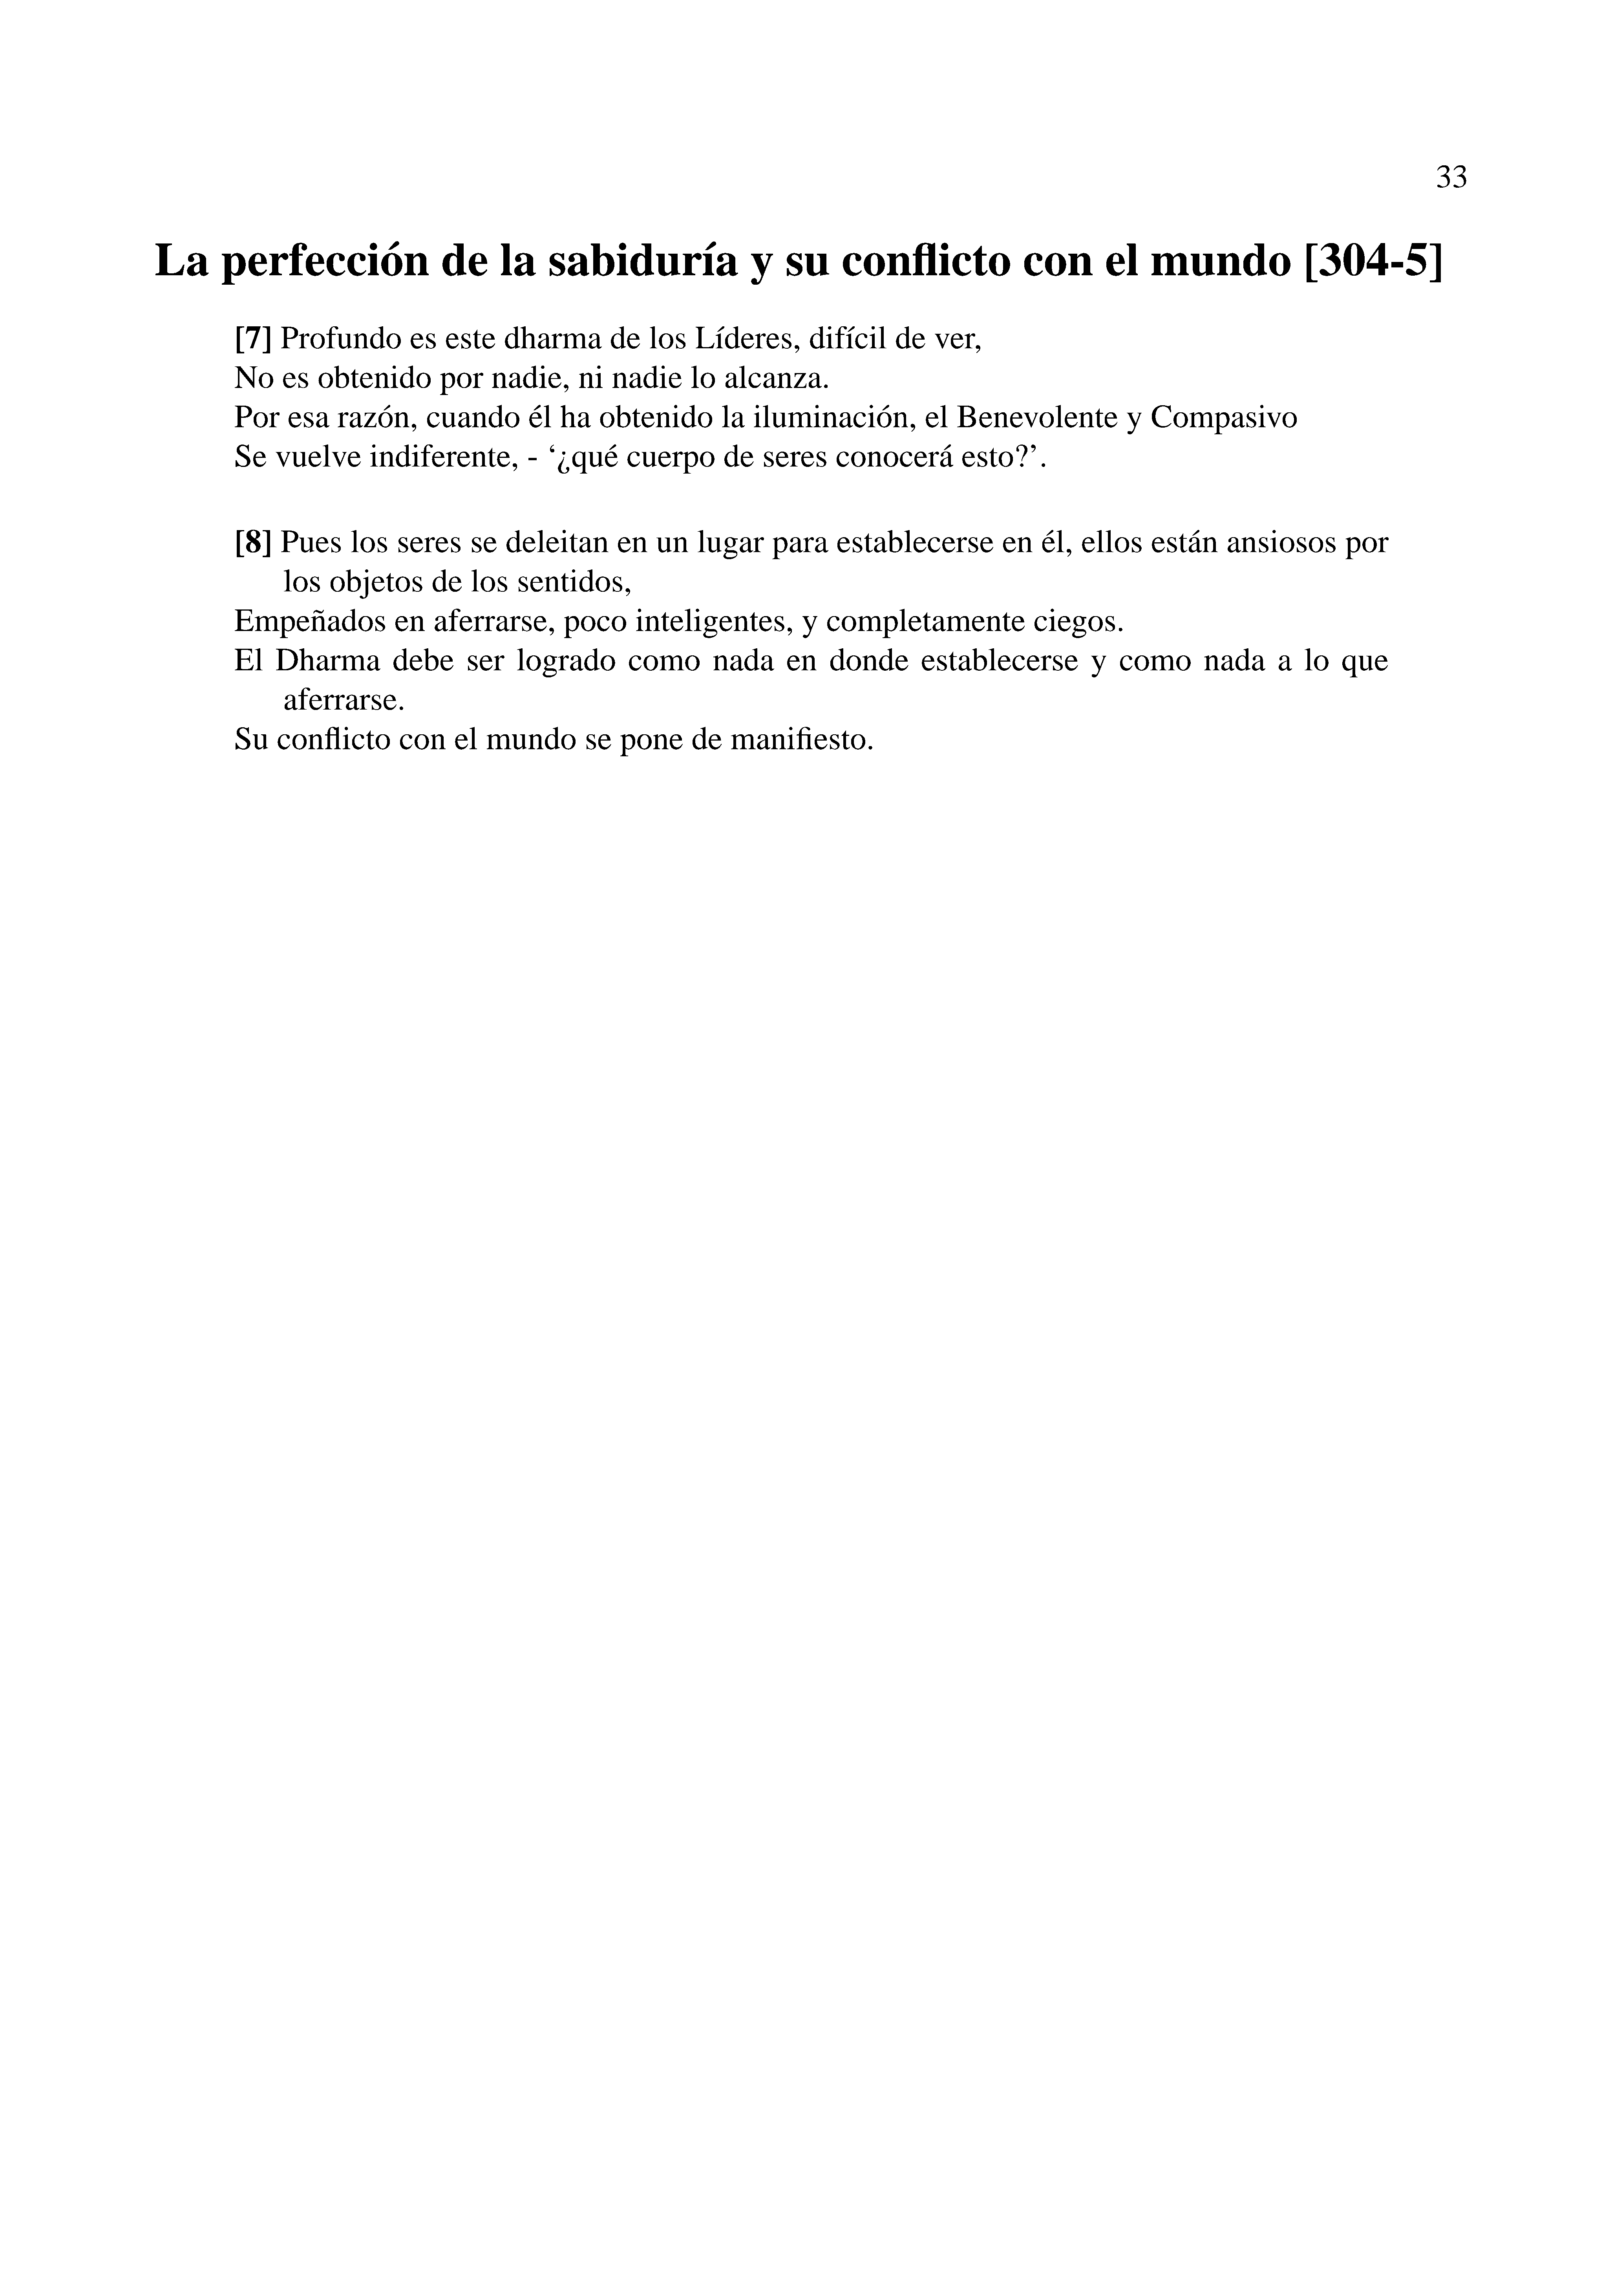 33
La perfección de la sabiduría y su conflicto con el mundo [304-5]
[7] Profundo es este dharma de los Líderes, difícil de ver,
No es obtenido por nadie, ni nadie lo alcanza.
Por esa razón, cuando él ha obtenido la iluminación, el Benevolente y Compasivo
Se vuelve indiferente, - ‘¿qué cuerpo de seres conocerá esto?’.
[8] Pues los seres se deleitan en un lugar para establecerse en él, ellos están ansiosos por
los objetos de los sentidos,
Empeñados en aferrarse, poco inteligentes, y completamente ciegos.
El Dharma debe ser logrado como nada en donde establecerse y como nada a lo que
aferrarse.
Su conflicto con el mundo se pone de manifiesto.